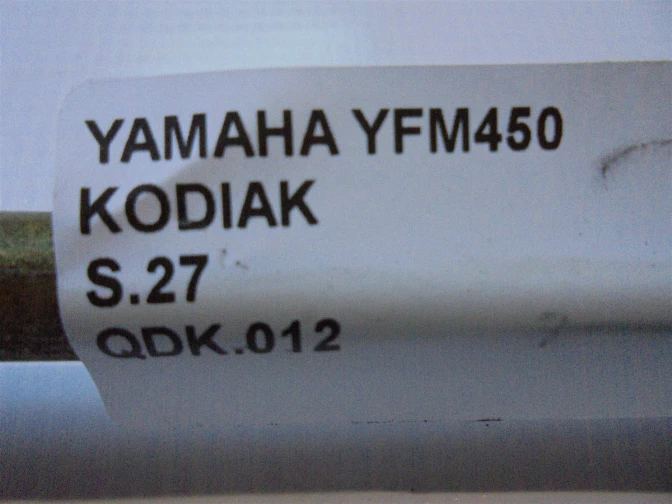 YAMAHA YFM450
KODIAK
S.27
QDK.012